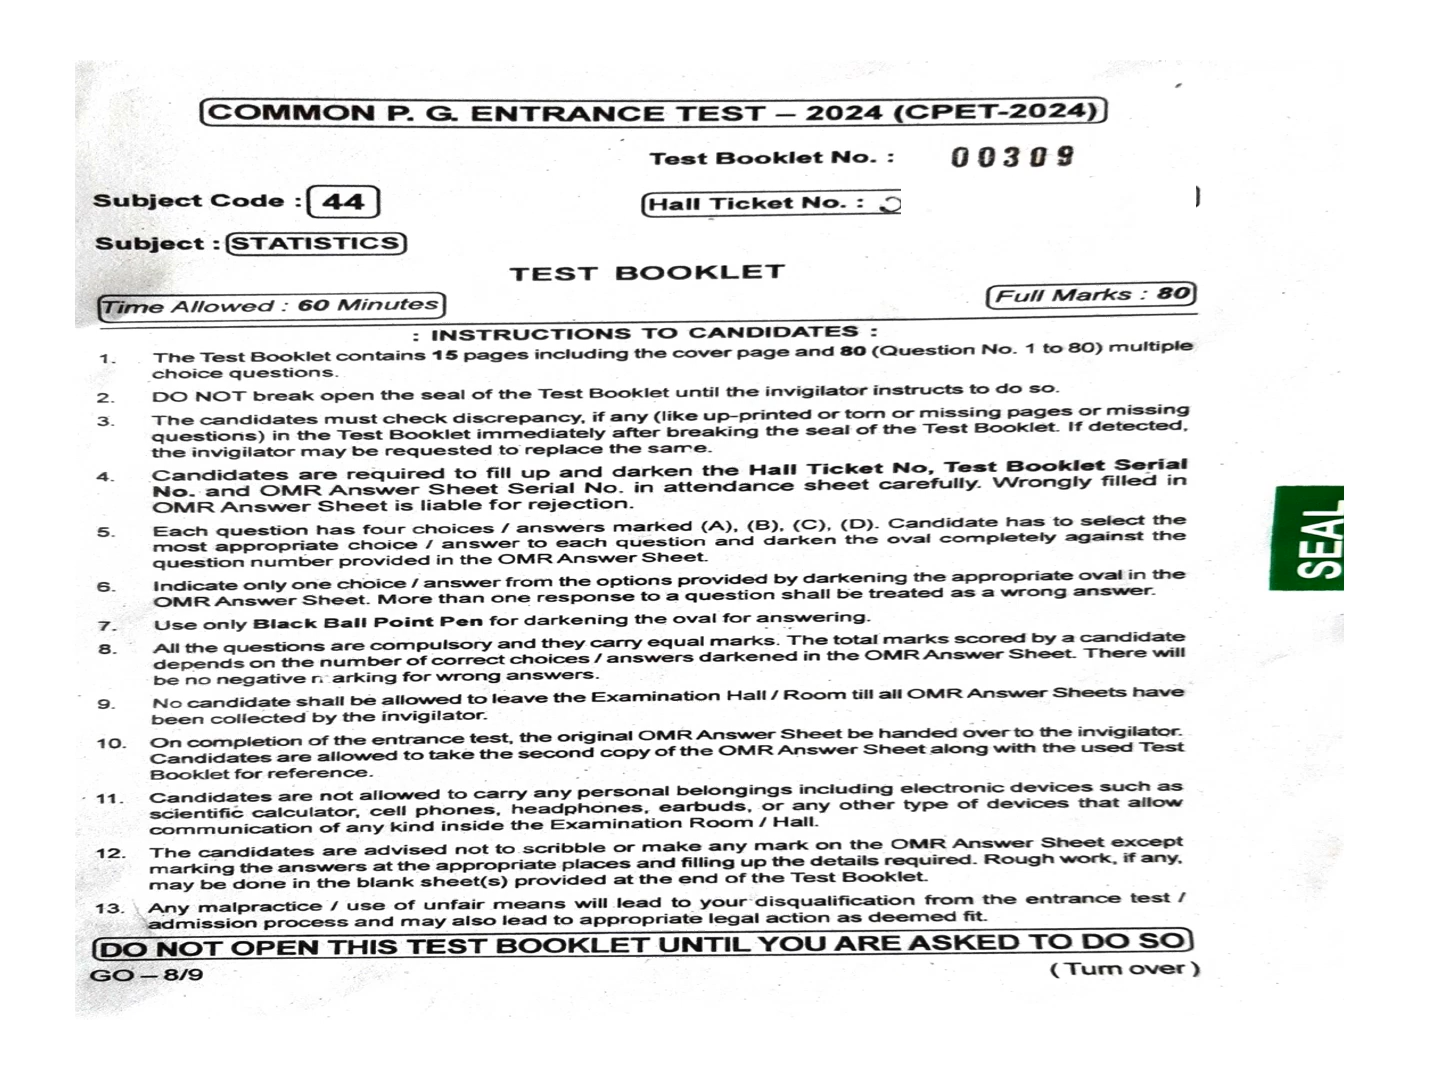 COMMON P. G. ENTRANCE TEST – 2024 (CPET-2024)
Test Booklet No. : 00309
Subject Code : 44
Hall Ticket No. :
Subject : STATISTICS
TEST BOOKLET
Time Allowed : 60 Minutes
Full Marks : 80
: INSTRUCTIONS TO CANDIDATES :
1. The Test Booklet contains 15 pages including the cover page and 80 (Question No. 1 to 80) multiple
choice questions.
2. DO NOT break open the seal of the Test Booklet until the invigilator instructs to do so.
3. The candidates must check discrepancy, if any (like up-printed or torn or missing pages or missing
questions) in the Test Booklet immediately after breaking the seal of the Test Booklet. If detected,
the invigilator may be requested to replace the same.
4. Candidates are required to fill up and darken the Hall Ticket No, Test Booklet Serial
No. and OMR Answer Sheet Serial No. in attendance sheet carefully. Wrongly filled in
OMR Answer Sheet is liable for rejection.
5. Each question has four choices / answers marked (A), (B), (C), (D). Candidate has to select the
most appropriate choice / answer to each question and darken the oval completely against the
question number provided in the OMR Answer Sheet.
6. Indicate only one choice / answer from the options provided by darkening the appropriate oval in the
OMR Answer Sheet. More than one response to a question shall be treated as a wrong answer.
7. Use only Black Ball Point Pen for darkening the oval for answering.
8. All the questions are compulsory and they carry equal marks. The total marks scored by a candidate
depends on the number of correct choices / answers darkened in the OMR Answer Sheet. There will
be no negative marking for wrong answers.
9. No candidate shall be allowed to leave the Examination Hall / Room till all OMR Answer Sheets have
been collected by the invigilator.
10. On completion of the entrance test, the original OMR Answer Sheet be handed over to the invigilator.
Candidates are allowed to take the second copy of the OMR Answer Sheet along with the used Test
Booklet for reference.
11. Candidates are not allowed to carry any personal belongings including electronic devices such as
scientific calculator, cell phones, headphones, earbuds, or any other type of devices that allow
communication of any kind inside the Examination Room / Hall.
12. The candidates are advised not to scribble or make any mark on the OMR Answer Sheet except
marking the answers at the appropriate places and filling up the details required. Rough work, if any,
may be done in the blank sheet(s) provided at the end of the Test Booklet.
13. Any malpractice / use of unfair means will lead to your disqualification from the entrance test /
admission process and may also lead to appropriate legal action as deemed fit.
DO NOT OPEN THIS TEST BOOKLET UNTIL YOU ARE ASKED TO DO SO
GO – 8/9
(Turn over)
SEAL